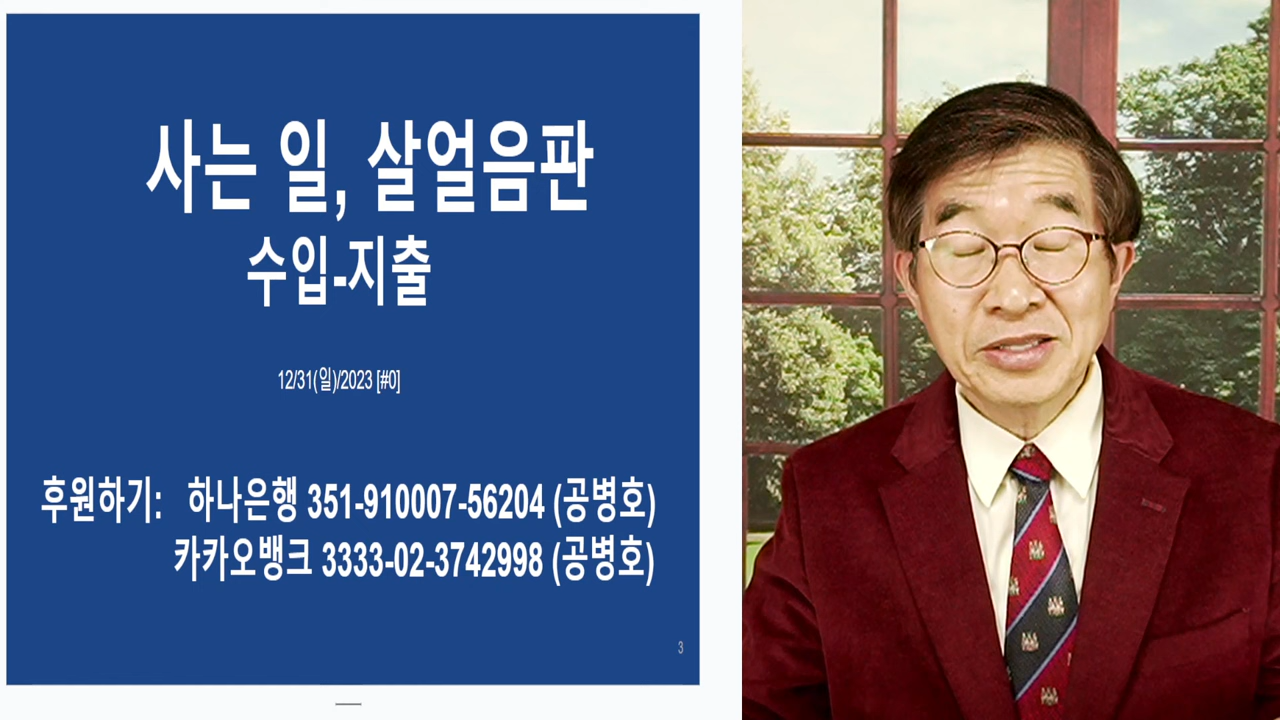 사는 일, 살얼음판
수입-지출
12/31(일)/2023 [#0]
후원하기: 하나은행 351-910007-56204 (공병호)
카카오뱅크 3333-02-3742998 (공병호)
3